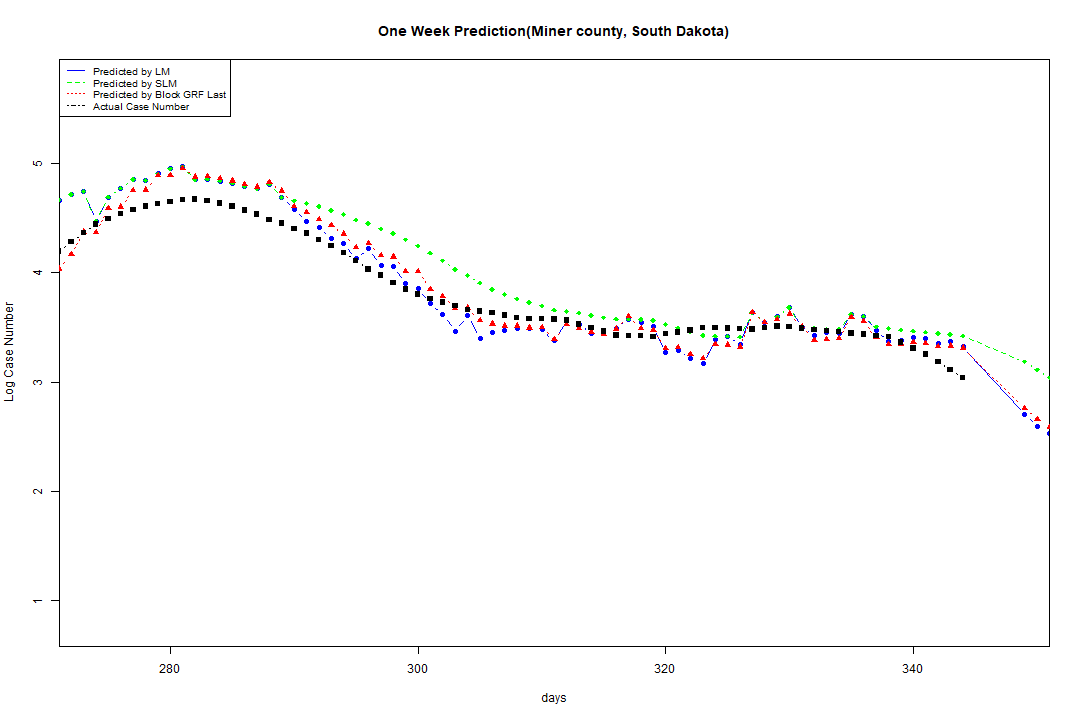 One Week Prediction(Miner county, South Dakota)
Predicted by LM
Predicted by SLM
Predicted by Block GRF Last
Actual Case Number
5
4
3
2
1
Log Case Number
280 300 320 340
days